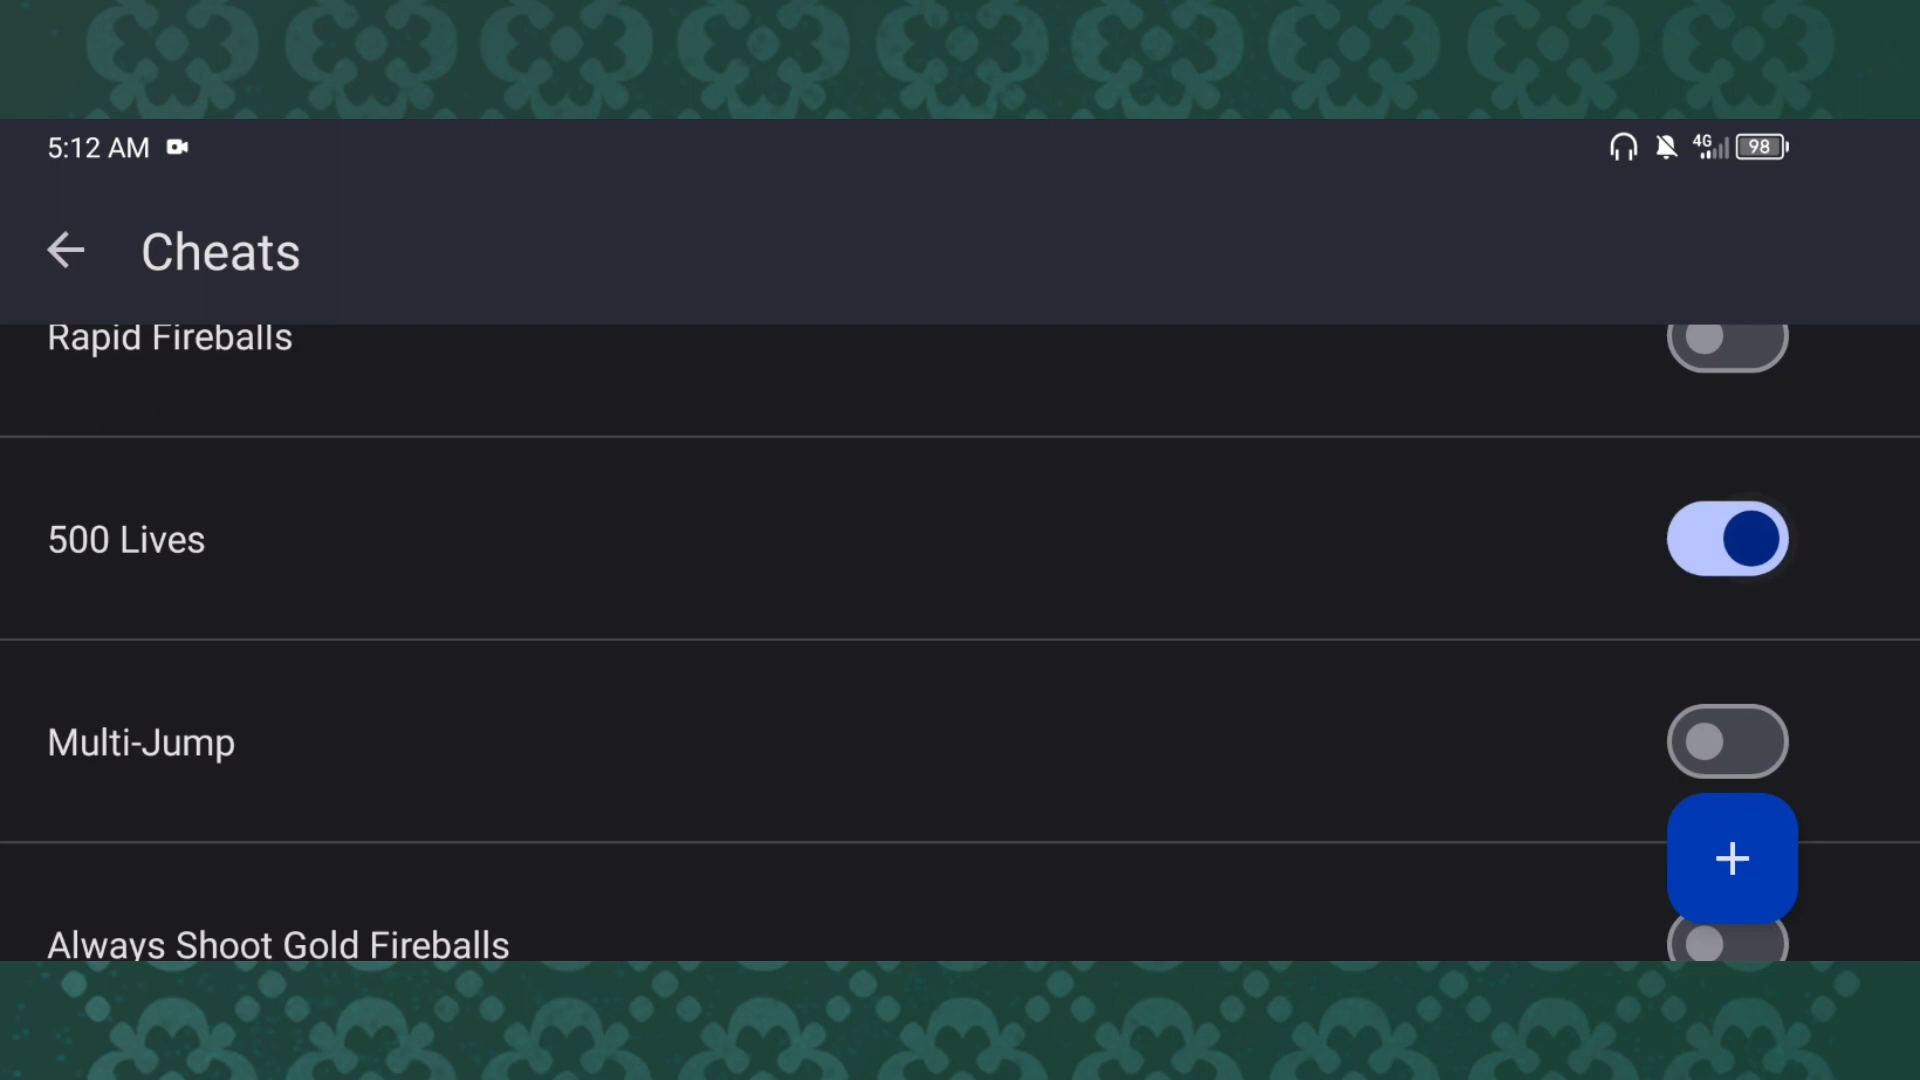 5:12 AM
4G 98
Cheats
Rapid Fireballs
500 Lives
Multi-Jump
+
Always Shoot Gold Fireballs